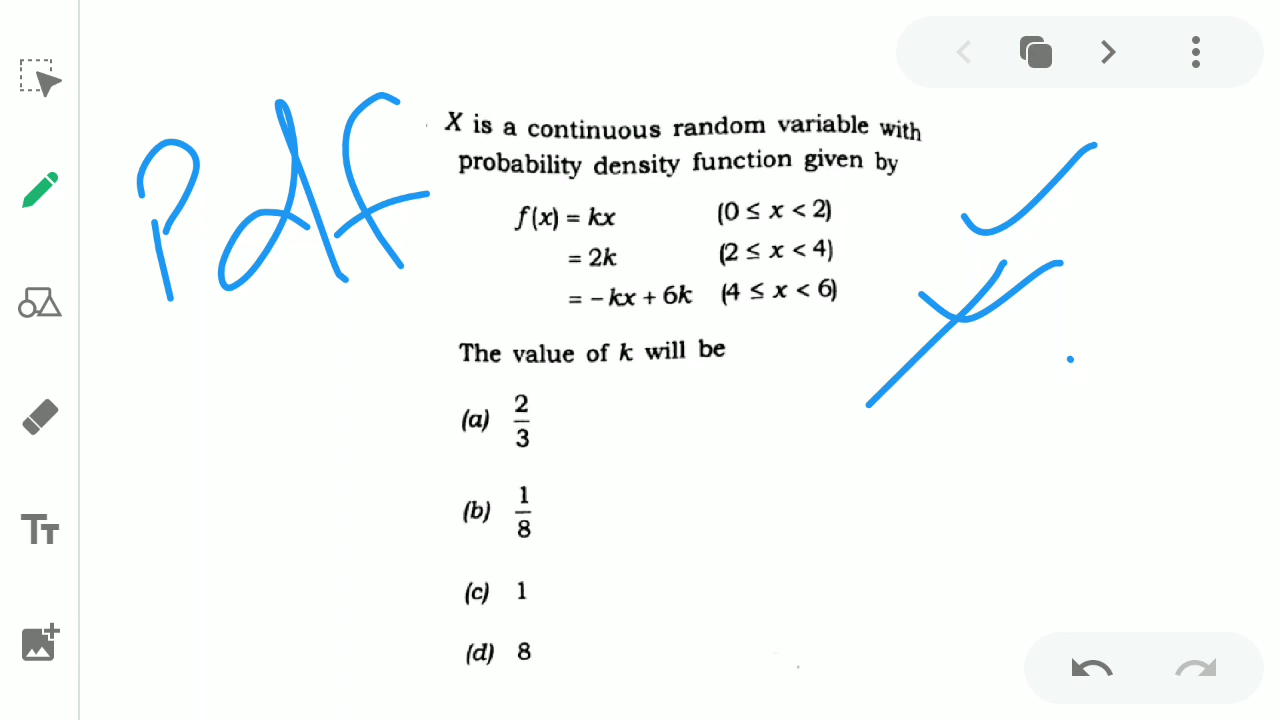 Pdf
X is a continuous random variable with
probability density function given by
f(x) = kx (0 ≤ x < 2)
= 2k (2 ≤ x < 4)
= – kx + 6k (4 ≤ x < 6)
The value of k will be
(a) 2/3
(b) 1/8
(c) 1
(d) 8
TT